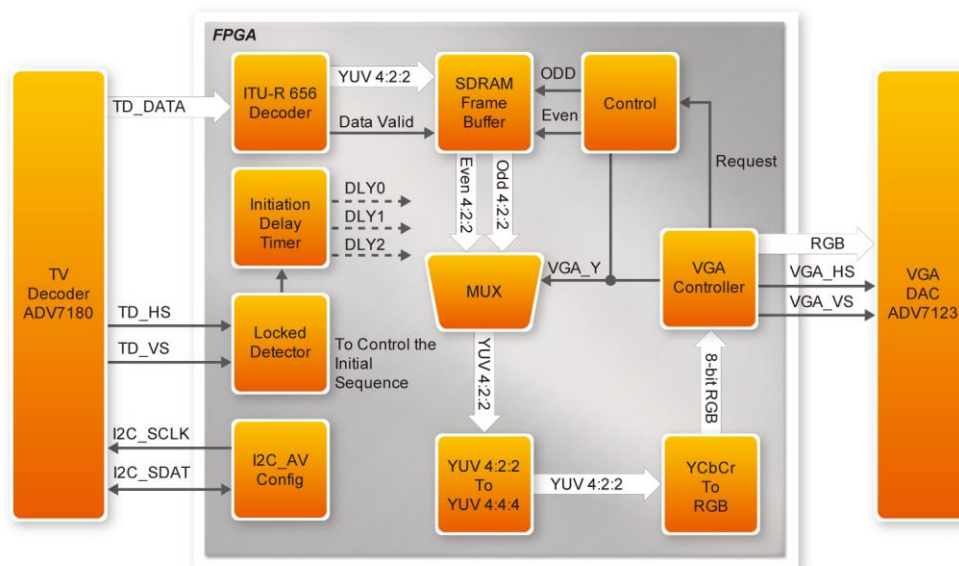 FPGA
TV
Decoder
ADV7180
TD_DATA
ITU-R 656
Decoder
YUV 4:2:2
Data Valid
SDRAM
Frame
Buffer
ODD
Even
Control
Request
Initiation
Delay
Timer
DLY0
DLY1
DLY2
Even 4:2:2
Odd 4:2:2
MUX
VGA_Y
VGA
Controller
RGB
VGA_HS
VGA_VS
VGA
DAC
ADV7123
TD_HS
TD_VS
Locked
Detector
To Control the
Initial
Sequence
YUV 4:2:2
8-bit RGB
I2C_SCLK
I2C_SDAT
I2C_AV
Config
YUV 4:2:2
To
YUV 4:4:4
YUV 4:2:2
YCbCr
To
RGB